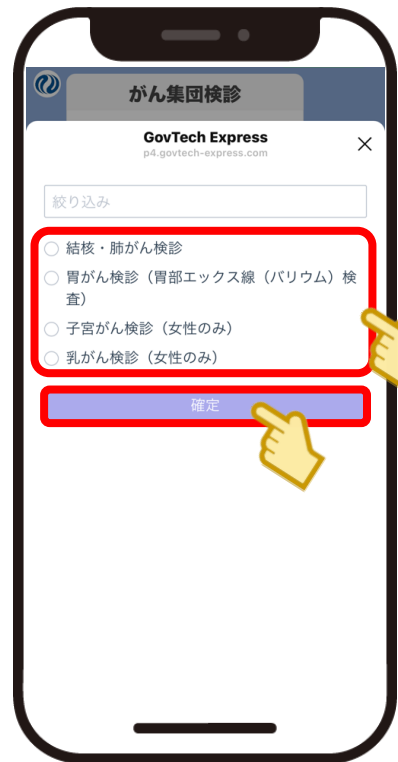 がん集団検診
GovTech Express
p4.govtech-express.com
絞り込み
結核・肺がん検診
胃がん検診（胃部エックス線（バリウム）検
査）
子宮がん検診（女性のみ）
乳がん検診（女性のみ）
確定